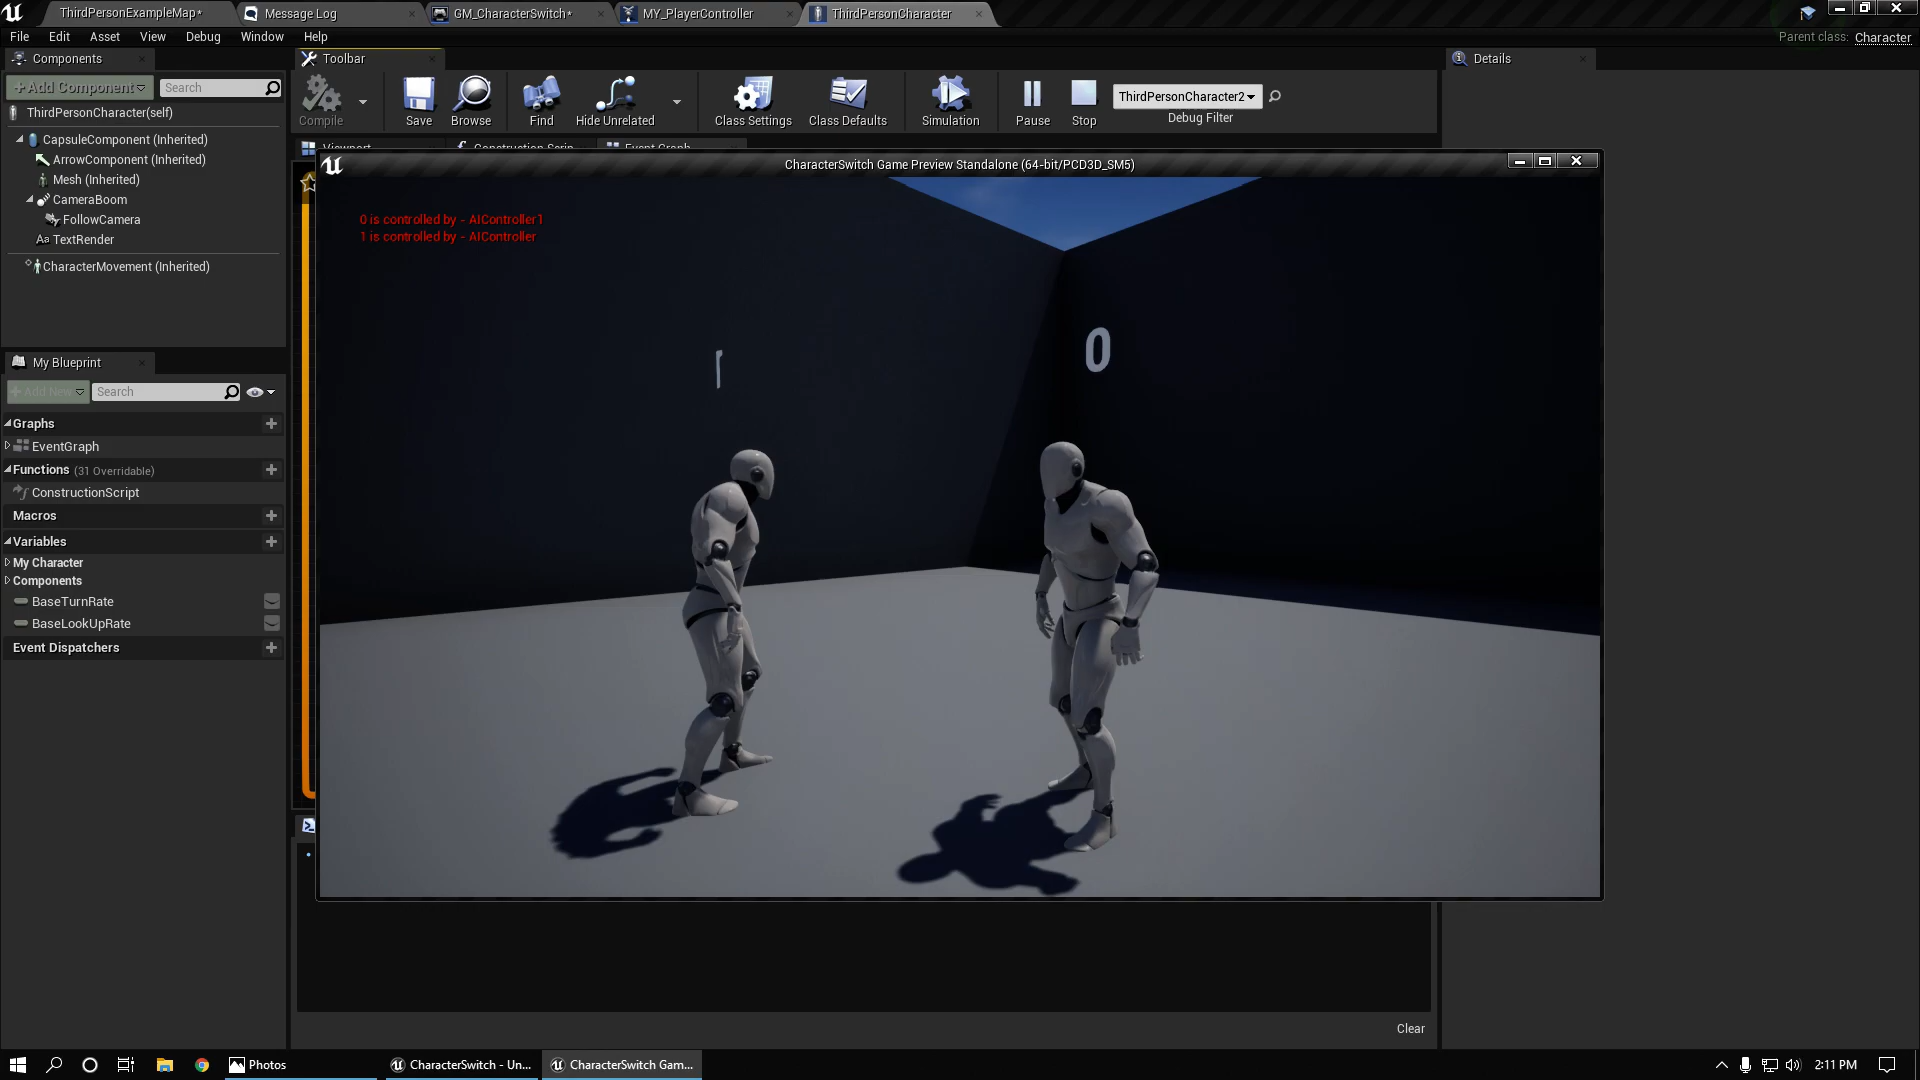 ThirdPersonExampleMap*
Message Log
GM_CharacterSwitch*
MY_PlayerController
ThirdPersonCharacter
File Edit Asset View Debug Window Help
Parent class: Character
Components
Toolbar
Details
+Add Component
Search
ThirdPersonCharacter(self)
CapsuleComponent (Inherited)
ArrowComponent (Inherited)
Mesh (Inherited)
CameraBoom
FollowCamera
Aa TextRender
CharacterMovement (Inherited)
Compile
Save
Browse
Find
Hide Unrelated
Class Settings
Class Defaults
Simulation
Pause
Stop
ThirdPersonCharacter2
Debug Filter
Viewport
Construction Scrip
Event Graph
CharacterSwitch Game Preview Standalone (64-bit/PCD3D_SM5)
0 is controlled by - AIController1
1 is controlled by - AIController
1
0
My Blueprint
+Add New
Search
Graphs
EventGraph
Functions (31 Overridable)
ConstructionScript
Macros
Variables
My Character
Components
BaseTurnRate
BaseLookUpRate
Event Dispatchers
Clear
Photos
CharacterSwitch - Un...
CharacterSwitch Gam...
2:11 PM